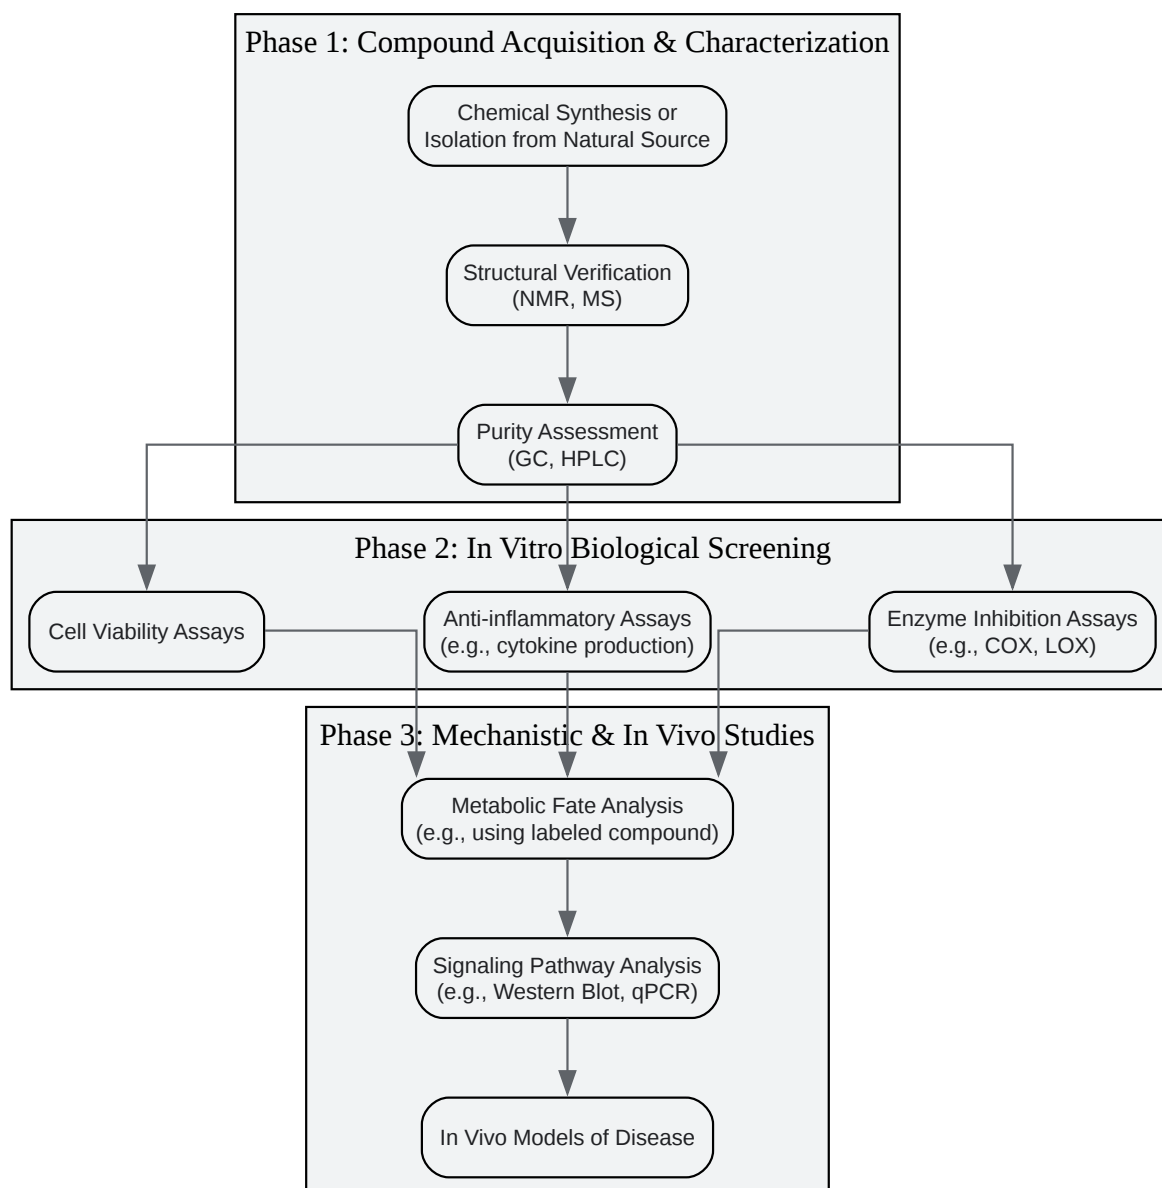 Phase 1: Compound Acquisition & Characterization
Chemical Synthesis or
Isolation from Natural Source
Structural Verification
(NMR, MS)
Purity Assessment
(GC, HPLC)
Phase 2: In Vitro Biological Screening
Cell Viability Assays
Anti-inflammatory Assays
(e.g., cytokine production)
Enzyme Inhibition Assays
(e.g., COX, LOX)
Phase 3: Mechanistic & In Vivo Studies
Metabolic Fate Analysis
(e.g., using labeled compound)
Signaling Pathway Analysis
(e.g., Western Blot, qPCR)
In Vivo Models of Disease